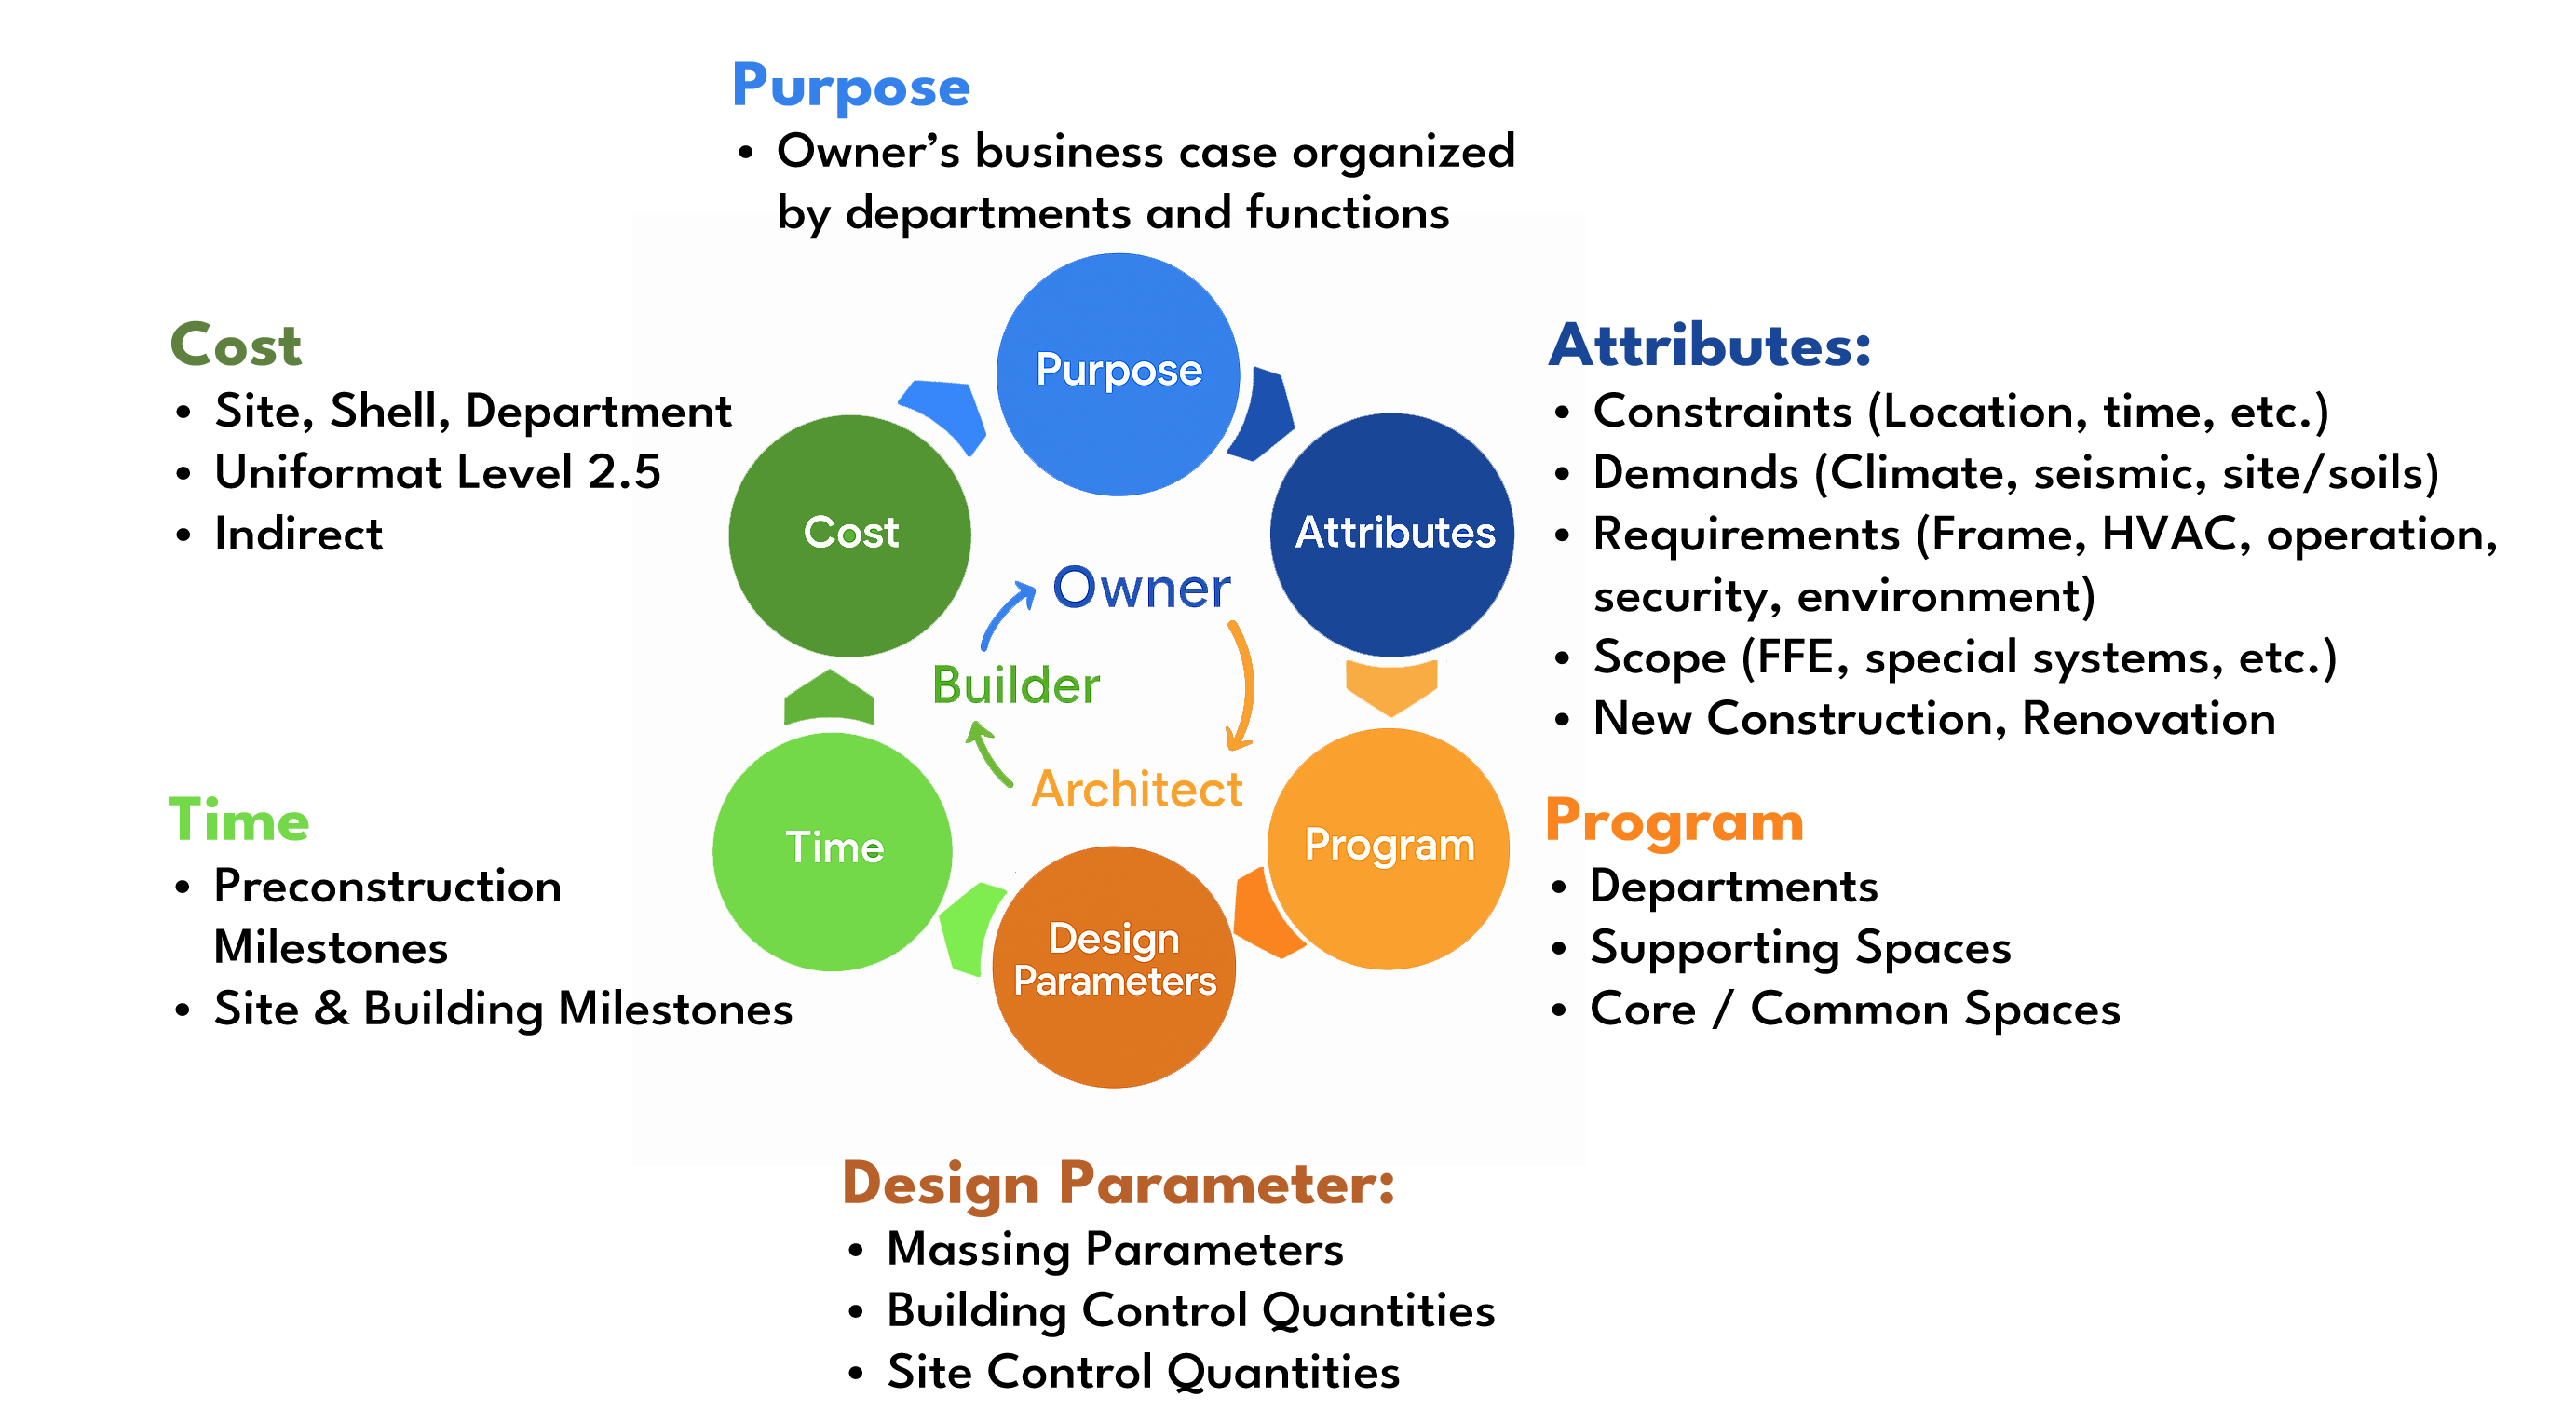 Purpose
• Owner’s business case organized
by departments and functions
Cost
• Site, Shell, Department
• Uniformat Level 2.5
• Indirect
Attributes:
• Constraints (Location, time, etc.)
• Demands (Climate, seismic, site/soils)
• Requirements (Frame, HVAC, operation,
security, environment)
• Scope (FFE, special systems, etc.)
• New Construction, Renovation
Purpose
Cost
Attributes
Owner
Builder
Architect
Time
Program
Design
Parameters
Time
• Preconstruction
Milestones
• Site & Building Milestones
Program
• Departments
• Supporting Spaces
• Core / Common Spaces
Design Parameter:
• Massing Parameters
• Building Control Quantities
• Site Control Quantities